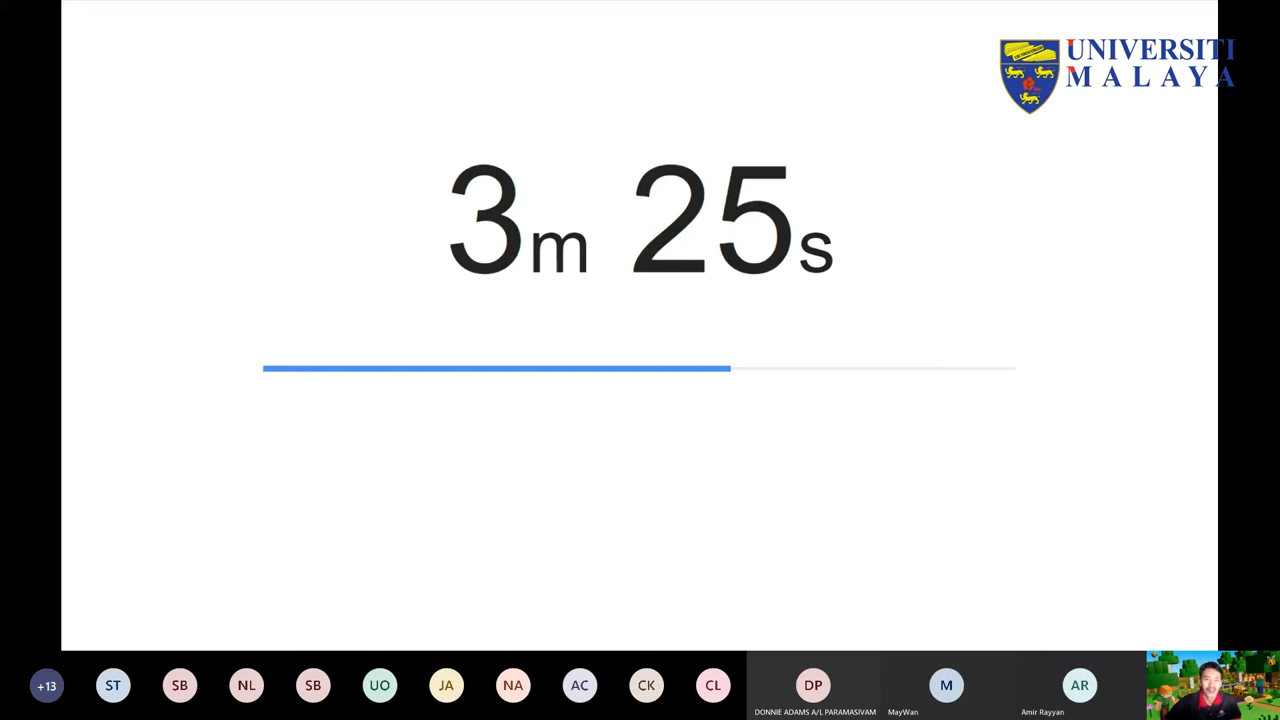 UNIVERSITI
MALAYA
3m 25s
+13
ST
SB
NL
SB
UO
JA
NA
AC
CK
CL
DP
M
AR
DONNIE ADAMS A/L PARAMASIVAM
MayWan
Amir Rayyan